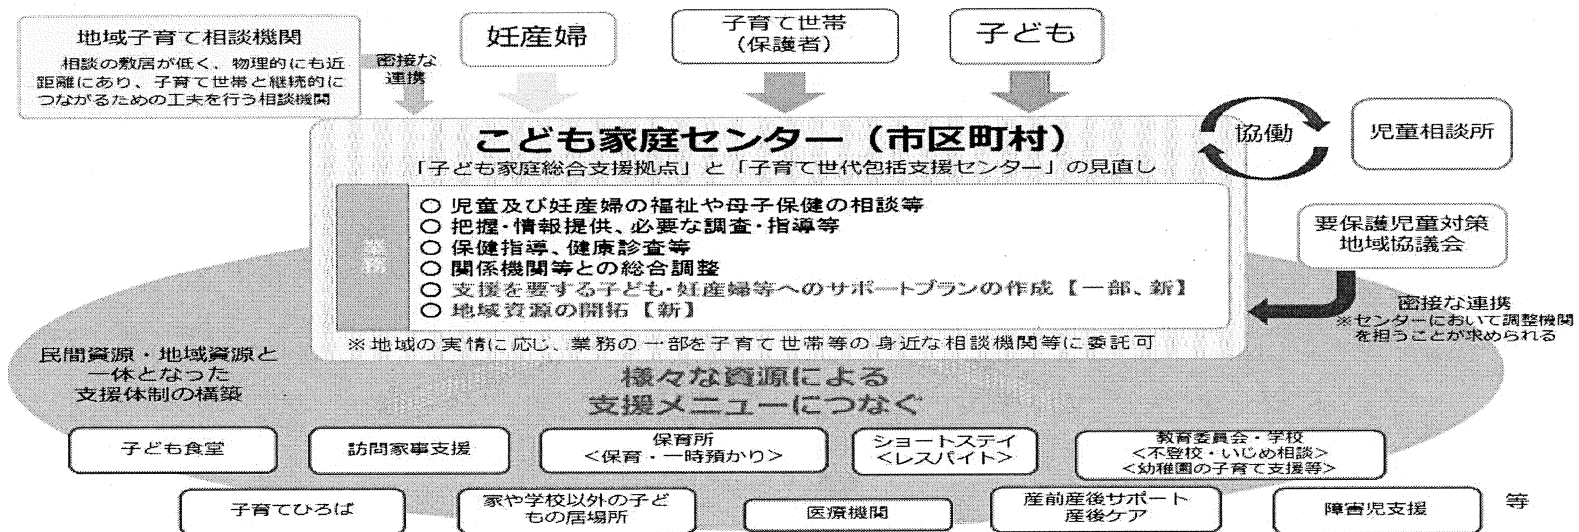 地域子育て相談機関
相談の敷居が低く、物理的にも近
距離にあり、子育て世帯と継続的に
つながるための工夫を行う相談機関
密接な
連携
妊産婦
子育て世帯
(保護者)
子ども
こども家庭センター(市区町村)
「子ども家庭総合支援拠点」と「子育て世代包括支援センター」の見直し
協働
児童相談所
業務
○ 児童及び妊産婦の福祉や母子保健の相談等
○ 把握・情報提供、必要な調査・指導等
○ 保健指導、健康診査等
○ 関係機関等との総合調整
○ 支援を要する子ども・妊産婦等へのサポートプランの作成【一部、新】
○ 地域資源の開拓【新】
※地域の実情に応じ、業務の一部を子育て世帯等の身近な相談機関等に委託可
要保護児童対策
地域協議会
密接な連携
※センターにおいて調整機関
を担うことが求められる
民間資源・地域資源と
一体となった
支援体制の構築
様々な資源による
支援メニューにつなぐ
子ども食堂
訪問家事支援
保育所
<保育・一時預かり>
ショートステイ
<レスパイト>
教育委員会・学校
<不登校・いじめ相談>
<幼稚園の子育て支援等>
子育てひろば
家や学校以外の子ど
もの居場所
医療機関
産前産後サポート
産後ケア
障害児支援
等